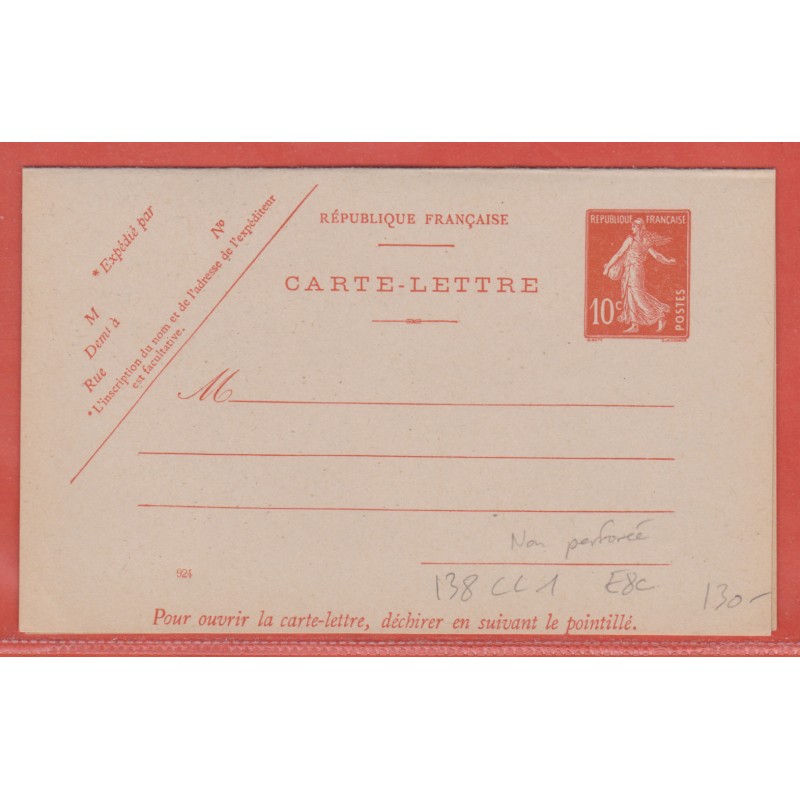 * Expédié par
M
Demt à
Rue
No
* L'inscription du nom et de l'adresse de l'expéditeur
est facultative.
RÉPUBLIQUE FRANÇAISE
CARTE-LETTRE
REPUBLIQUE FRANÇAISE
10c
POSTES
M
Non perforée
924
138 CL 1 E8c
130-
Pour ouvrir la carte-lettre, déchirer en suivant le pointillé.